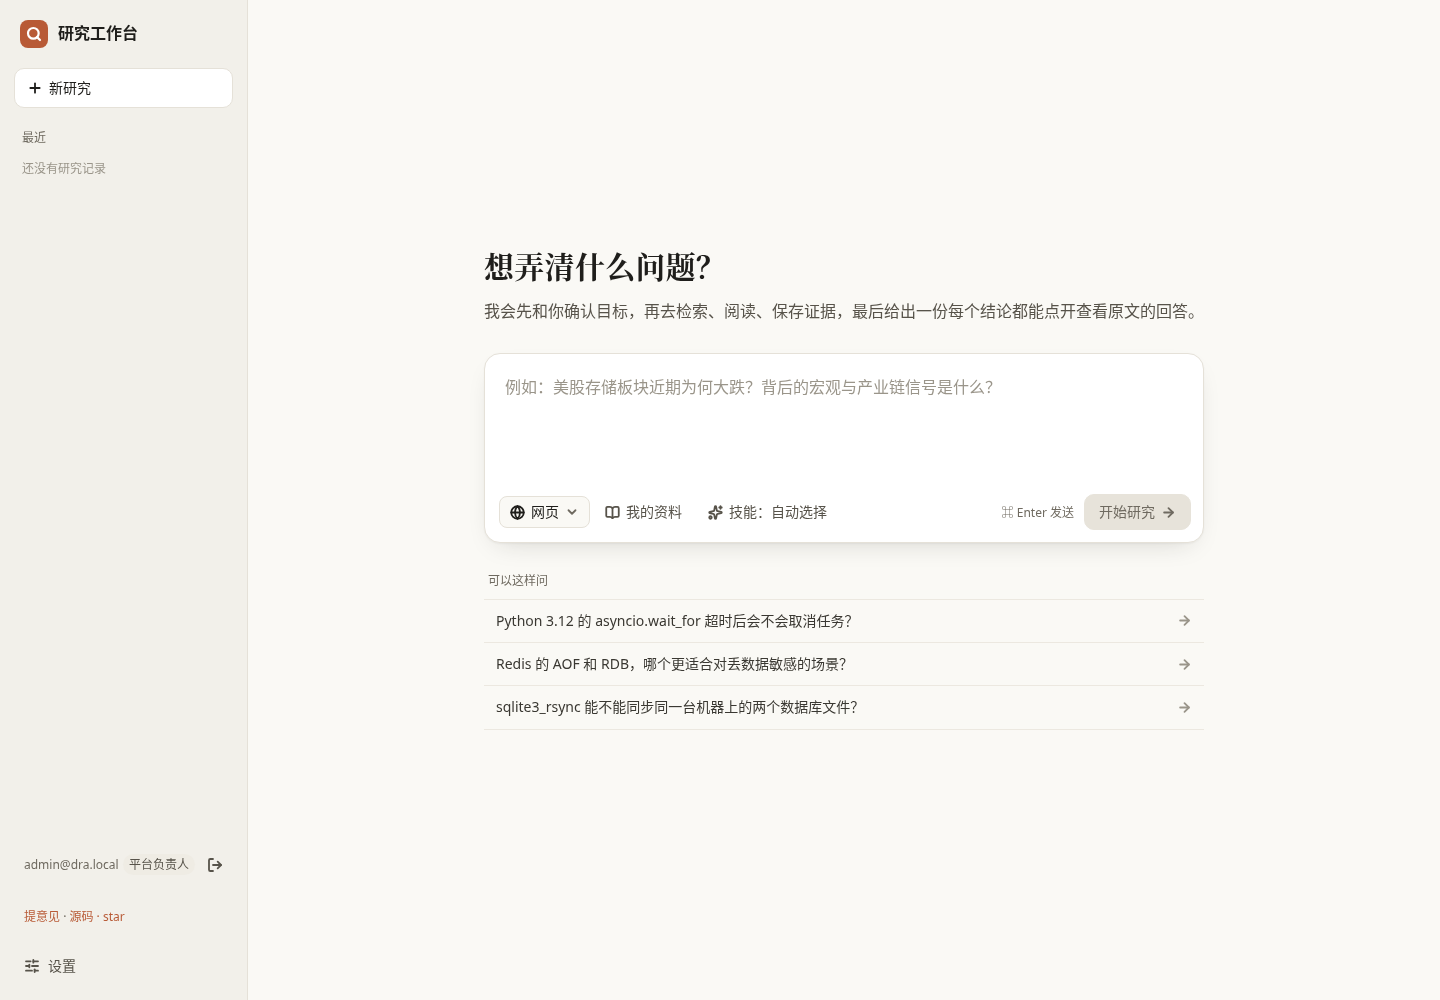 研究工作台
新研究
最近
还没有研究记录
想弄清什么问题？
我会先和你确认目标，再去检索、阅读、保存证据，最后给出一份每个结论都能点开查看原文的回答。
例如：美股存储板块近期为何大跌？背后的宏观与产业链信号是什么？
网页 我的资料 技能：自动选择 ⌘ Enter 发送 开始研究
可以这样问
Python 3.12 的 asyncio.wait_for 超时后会不会取消任务？
Redis 的 AOF 和 RDB，哪个更适合对丢数据敏感的场景？
sqlite3_rsync 能不能同步同一台机器上的两个数据库文件？
admin@dra.local 平台负责人
提意见 · 源码 · star
设置